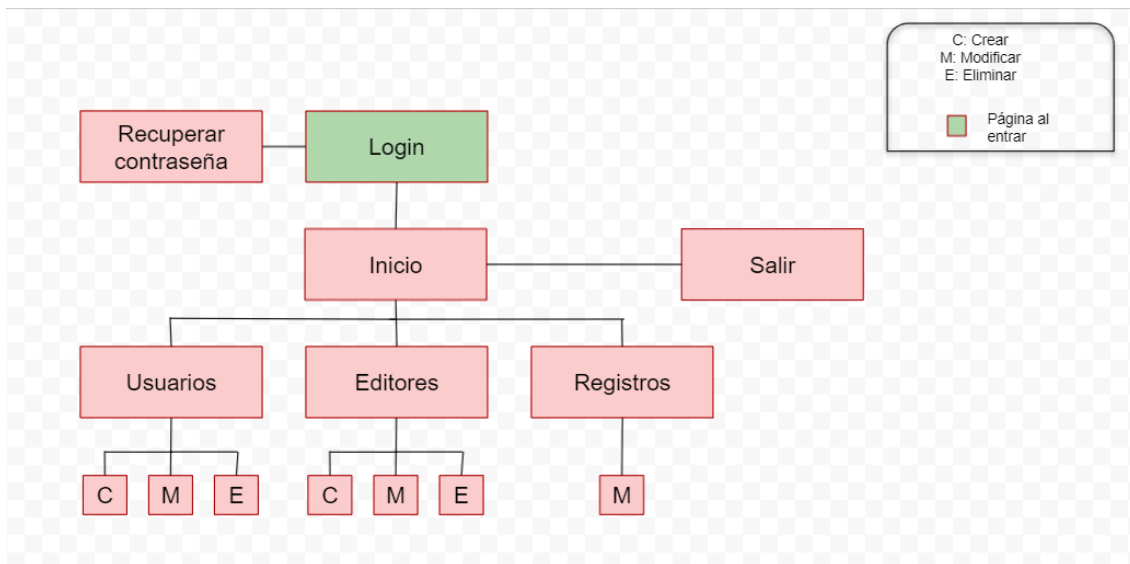 C: Crear
M: Modificar
E: Eliminar
Página al
entrar
Recuperar
contraseña
Login
Inicio
Salir
Usuarios
Editores
Registros
C
M
E
C
M
E
M